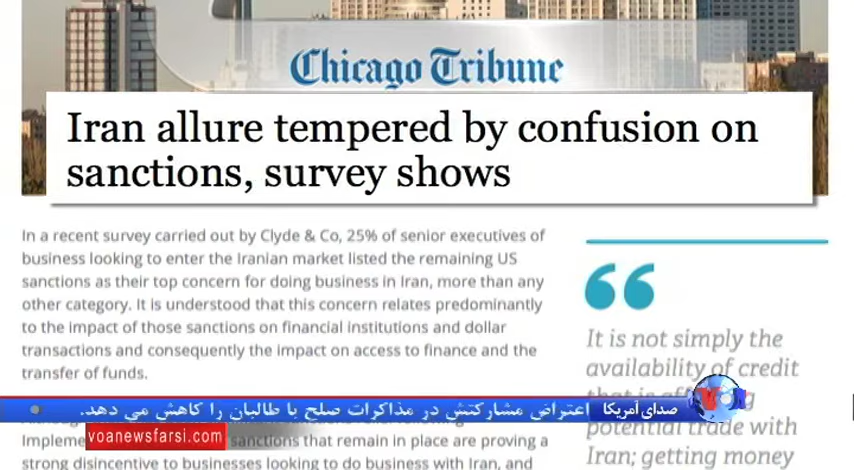 Chicago Tribune
Iran allure tempered by confusion on
sanctions, survey shows
In a recent survey carried out by Clyde & Co, 25% of senior executives of
business looking to enter the Iranian market listed the remaining US
sanctions as their top concern for doing business in Iran, more than any
other category. It is understood that this concern relates predominantly
to the impact of those sanctions on financial institutions and dollar
transactions and consequently the impact on access to finance and the
transfer of funds.
It is not simply the
availability of credit
potential trade with
Iran; getting money
صدای آمریکا
VOA
اعتراض مشارکتش در مذاکرات صلح با طالبان را کاهش می دهد.
voanewsfarsi.com
sanctions that remain in place are proving a
strong disincentive to businesses looking to do business with Iran, and